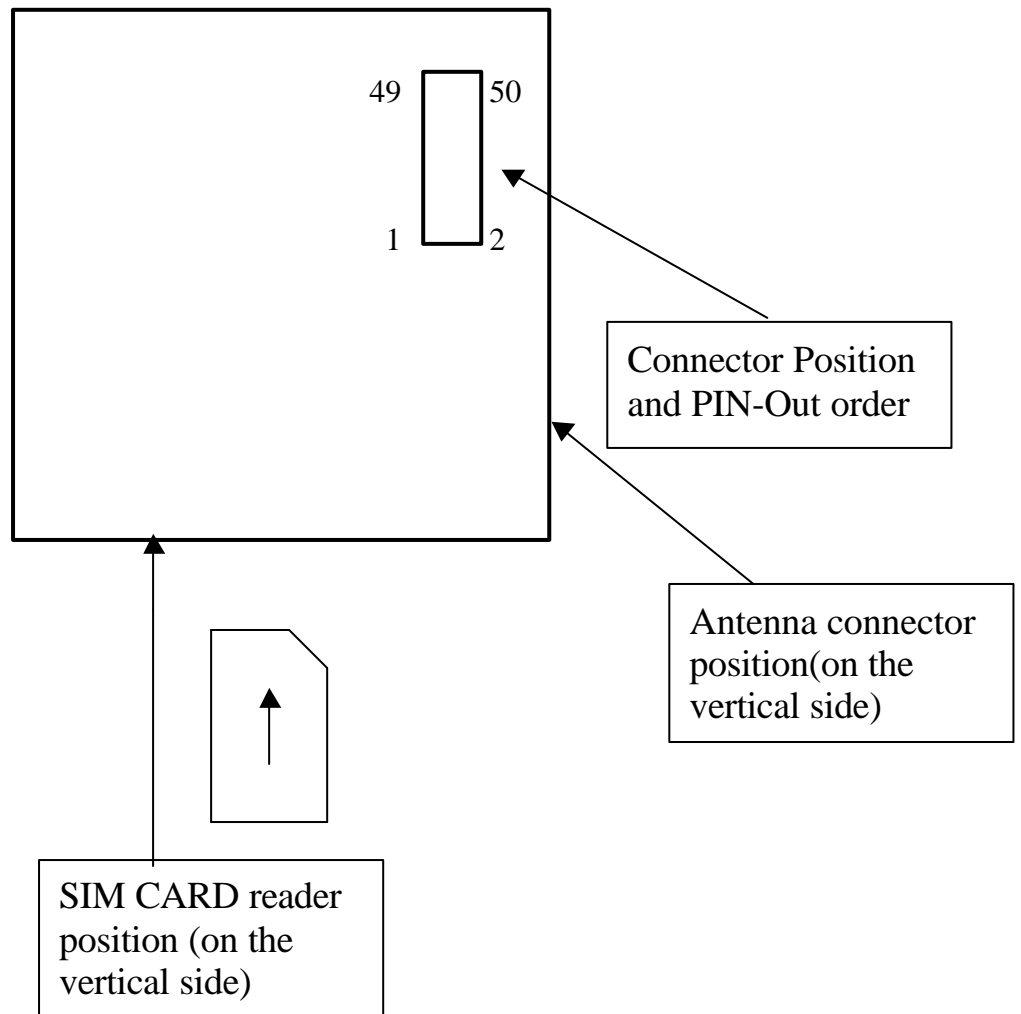 49 50
1 2
Connector Position
and PIN-Out order
Antenna connector
position(on the
vertical side)
SIM CARD reader
position (on the
vertical side)